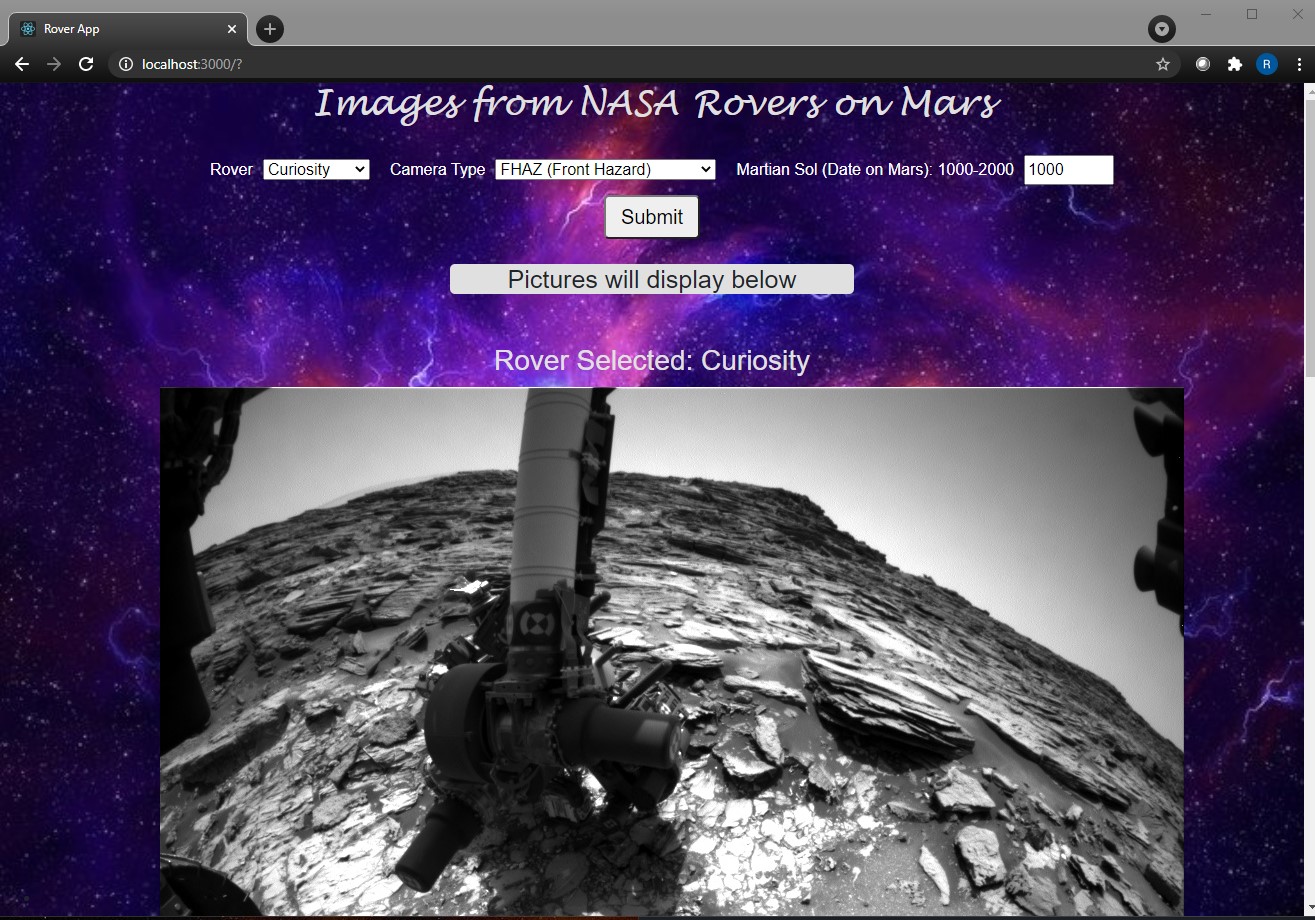 Rover App
localhost:3000/?
R
Images from NASA Rovers on Mars
Rover Curiosity Camera Type FHAZ (Front Hazard) Martian Sol (Date on Mars): 1000-2000 1000
Submit
Pictures will display below
Rover Selected: Curiosity